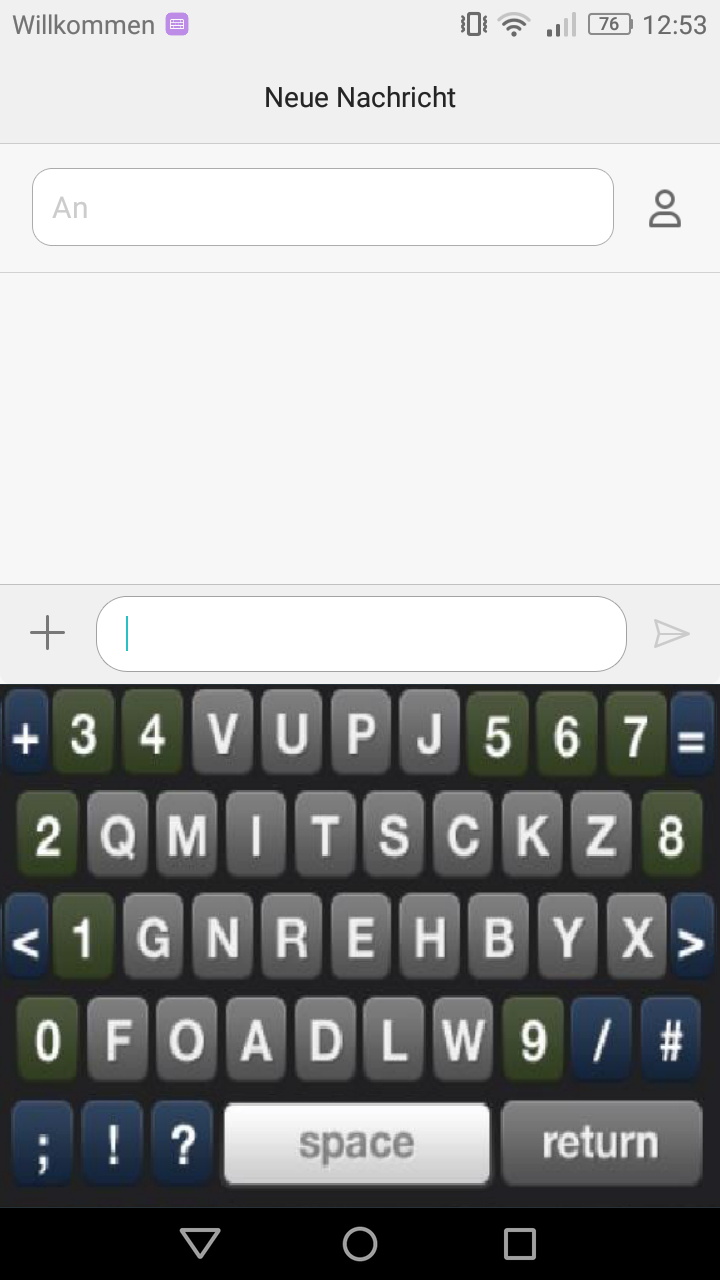 Willkommen 76 12:53
Neue Nachricht
An
+ 3 4 V U P J 5 6 7 =
2 Q M I T S C K Z 8
< 1 G N R E H B Y X >
0 F O A D L W 9 / #
; ! ? space return